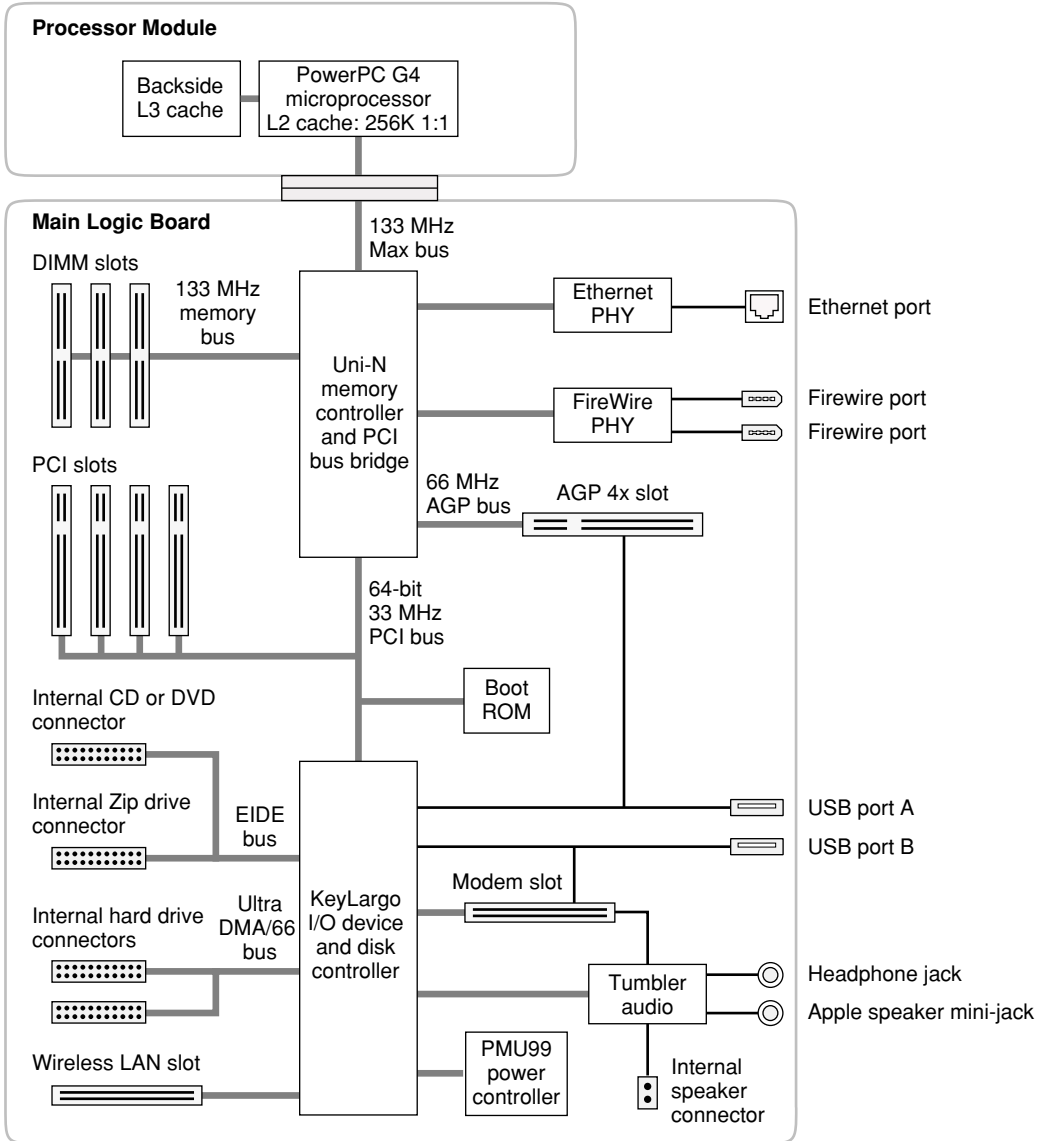 Processor Module
Backside
L3 cache
PowerPC G4
microprocessor
L2 cache: 256K 1:1
Main Logic Board
133 MHz
Max bus
DIMM slots
133 MHz
memory
bus
Uni-N
memory
controller
and PCI
bus bridge
Ethernet
PHY
Ethernet port
FireWire
PHY
Firewire port
Firewire port
PCI slots
66 MHz
AGP bus
AGP 4x slot
64-bit
33 MHz
PCI bus
Boot
ROM
Internal CD or DVD
connector
Internal Zip drive
connector
EIDE
bus
USB port A
USB port B
Internal hard drive
connectors
Ultra
DMA/66
bus
KeyLargo
I/O device
and disk
controller
Modem slot
Tumbler
audio
Headphone jack
Apple speaker mini-jack
Wireless LAN slot
PMU99
power
controller
Internal
speaker
connector